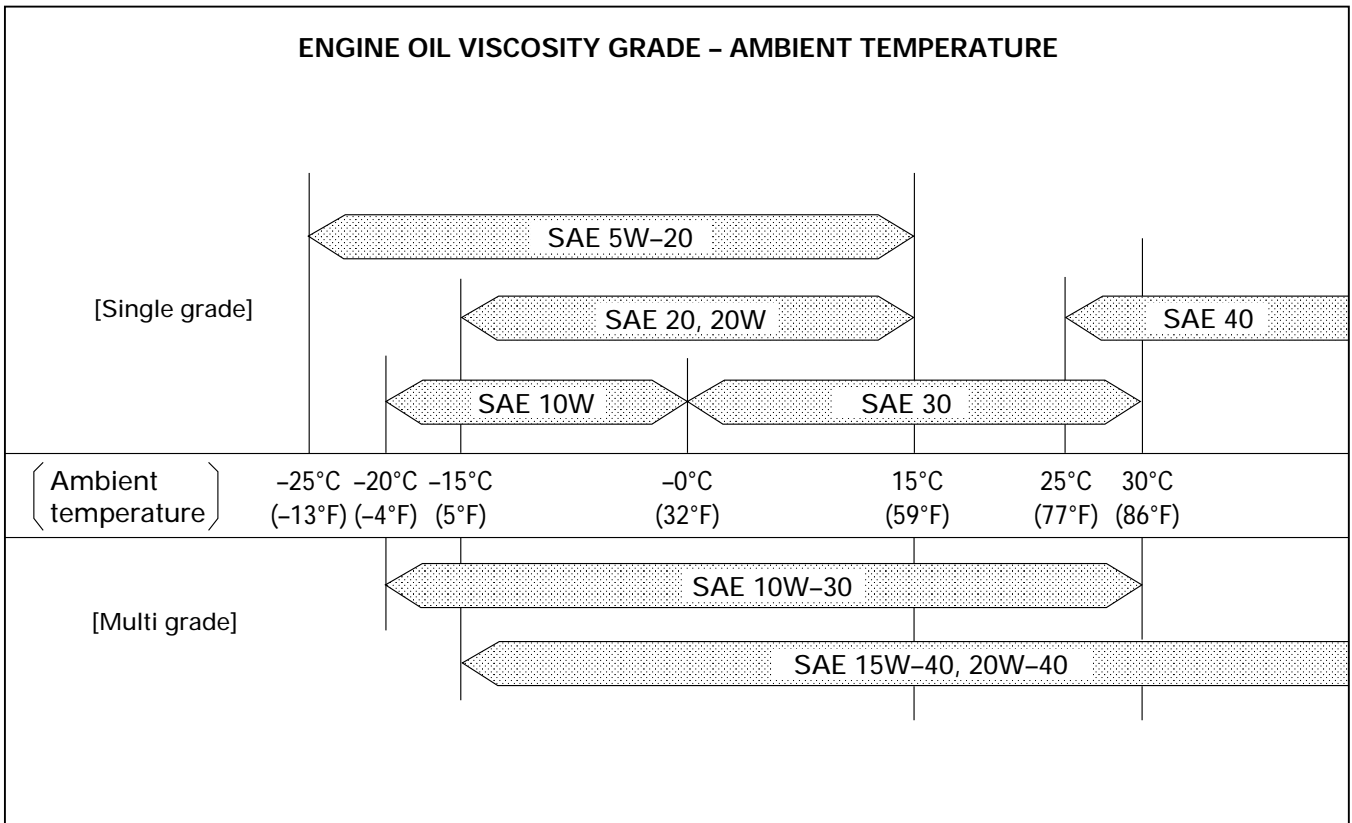 ENGINE OIL VISCOSITY GRADE – AMBIENT TEMPERATURE
SAE 5W–20
[Single grade]
SAE 20, 20W
SAE 40
SAE 10W
SAE 30
Ambient
temperature
–25°C –20°C –15°C –0°C 15°C 25°C 30°C
(–13°F) (–4°F) (5°F) (32°F) (59°F) (77°F) (86°F)
SAE 10W–30
[Multi grade]
SAE 15W–40, 20W–40